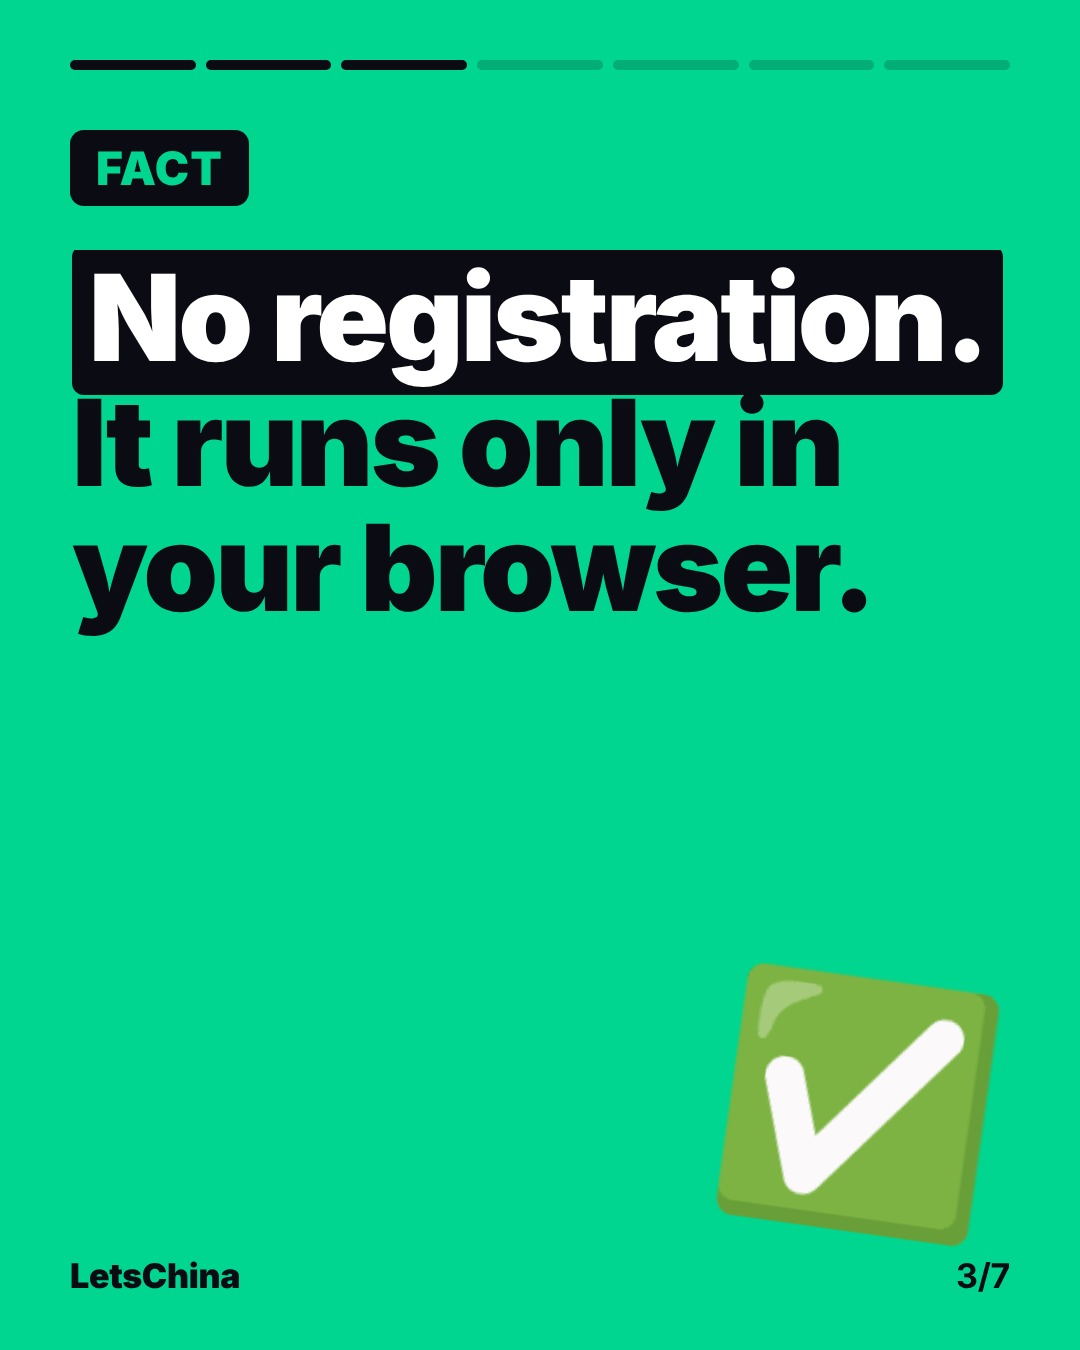 FACT
No registration.
It runs only in
your browser.
LetsChina
3/7